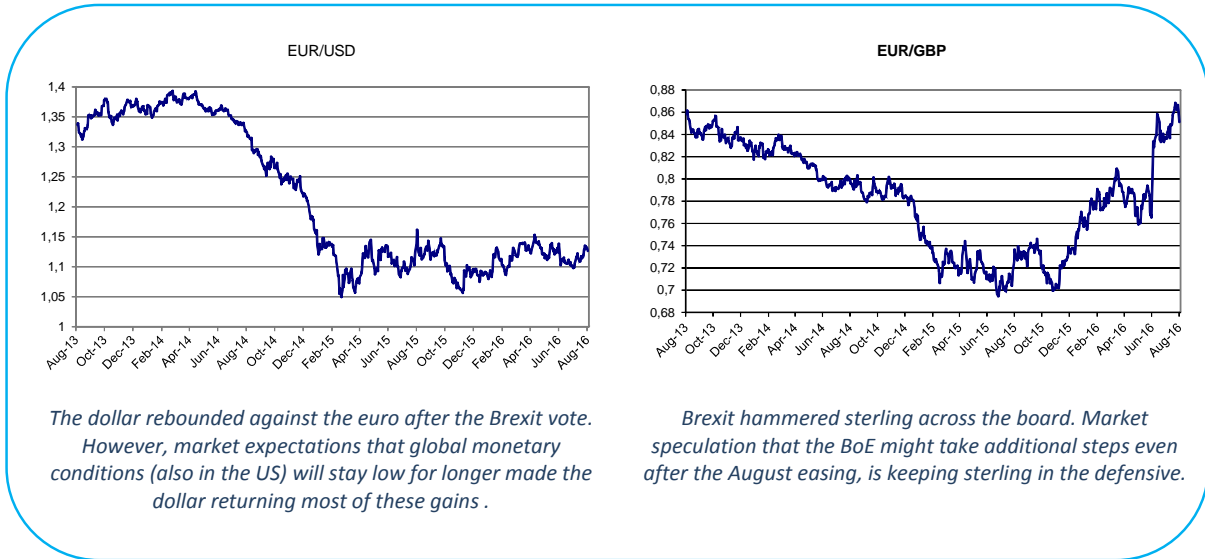 EUR/USD
1,4
1,35
1,3
1,25
1,2
1,15
1,1
1,05
1
Aug-13 Oct-13 Dec-13 Feb-14 Apr-14 Jun-14 Aug-14 Oct-14 Dec-14 Feb-15 Apr-15 Jun-15 Aug-15 Oct-15 Dec-15 Feb-16 Apr-16 Jun-16 Aug-16
The dollar rebounded against the euro after the Brexit vote.
However, market expectations that global monetary
conditions (also in the US) will stay low for longer made the
dollar returning most of these gains .
EUR/GBP
0,88
0,86
0,84
0,82
0,8
0,78
0,76
0,74
0,72
0,7
0,68
Aug-13 Oct-13 Dec-13 Feb-14 Apr-14 Jun-14 Aug-14 Oct-14 Dec-14 Feb-15 Apr-15 Jun-15 Aug-15 Oct-15 Dec-15 Feb-16 Apr-16 Jun-16 Aug-16
Brexit hammered sterling across the board. Market
speculation that the BoE might take additional steps even
after the August easing, is keeping sterling in the defensive.